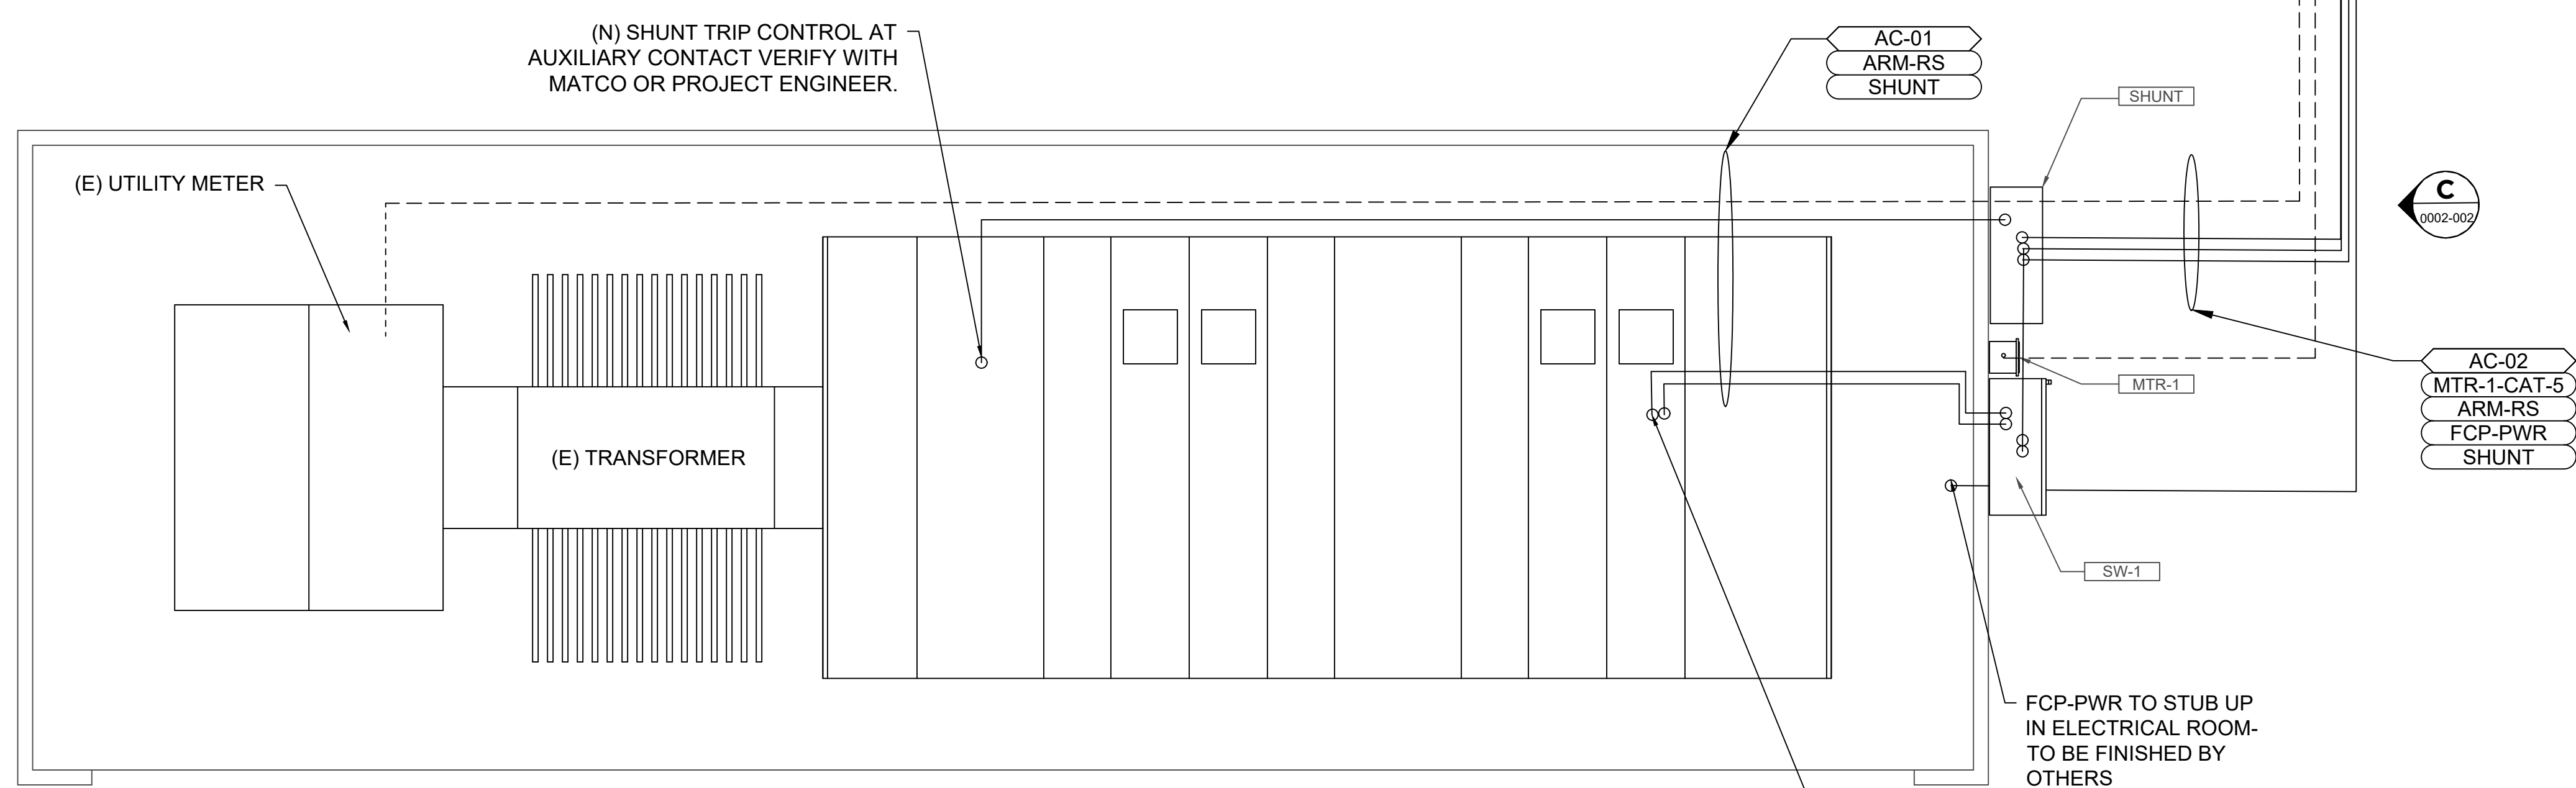 (N) SHUNT TRIP CONTROL AT
AUXILIARY CONTACT VERIFY WITH
MATCO OR PROJECT ENGINEER.
AC-01
ARM-RS
SHUNT
SHUNT
(E) UTILITY METER
C
0002-002
MTR-1
AC-02
MTR-1-CAT-5
ARM-RS
FCP-PWR
SHUNT
(E) TRANSFORMER
SW-1
FCP-PWR TO STUB UP
IN ELECTRICAL ROOM-
TO BE FINISHED BY
OTHERS